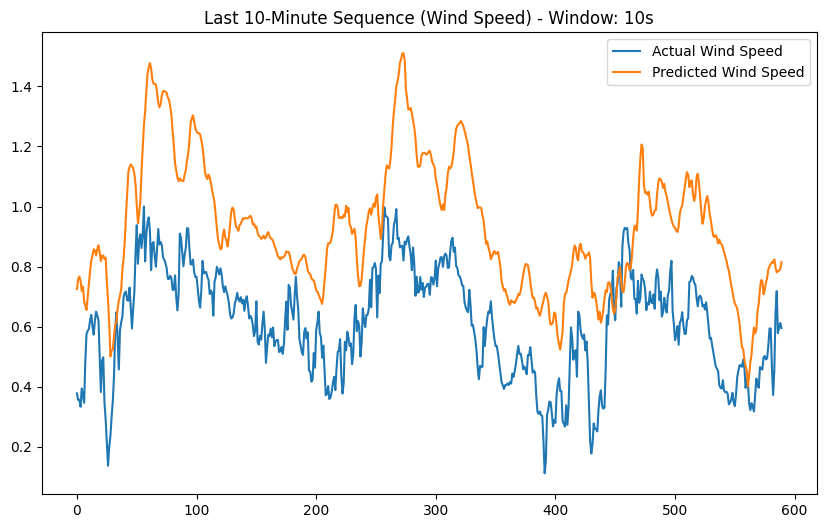 Last 10-Minute Sequence (Wind Speed) - Window: 10s
Actual Wind Speed
Predicted Wind Speed
1.4
1.2
1.0
0.8
0.6
0.4
0.2
0 100 200 300 400 500 600